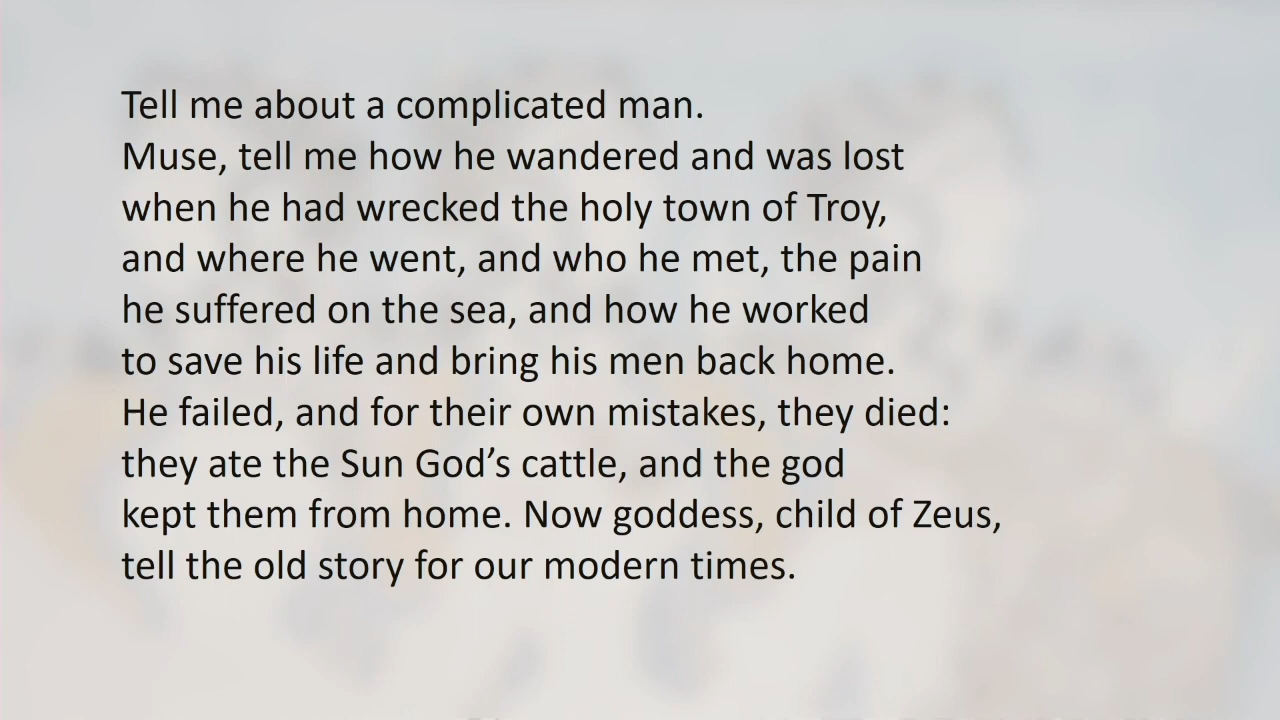 Tell me about a complicated man.
Muse, tell me how he wandered and was lost
when he had wrecked the holy town of Troy,
and where he went, and who he met, the pain
he suffered on the sea, and how he worked
to save his life and bring his men back home.
He failed, and for their own mistakes, they died:
they ate the Sun God’s cattle, and the god
kept them from home. Now goddess, child of Zeus,
tell the old story for our modern times.